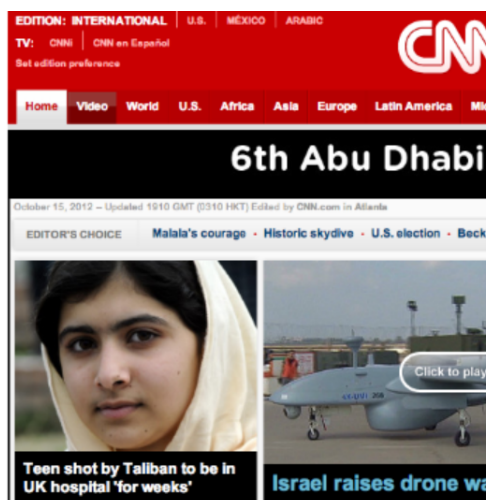 EDITION: INTERNATIONAL U.S. MÉXICO ARABIC
TV: CNNi CNN en Español
Set edition preference
CNN
Home Video World U.S. Africa Asia Europe Latin America Mi
6th Abu Dhabi
October 15, 2012 -- Updated 1910 GMT (0310 HKT) Edited by CNN.com in Atlanta
EDITOR'S CHOICE Malala's courage • Historic skydive • U.S. election • Beck
Click to play
Teen shot by Taliban to be in
UK hospital 'for weeks'
Israel raises drone wa